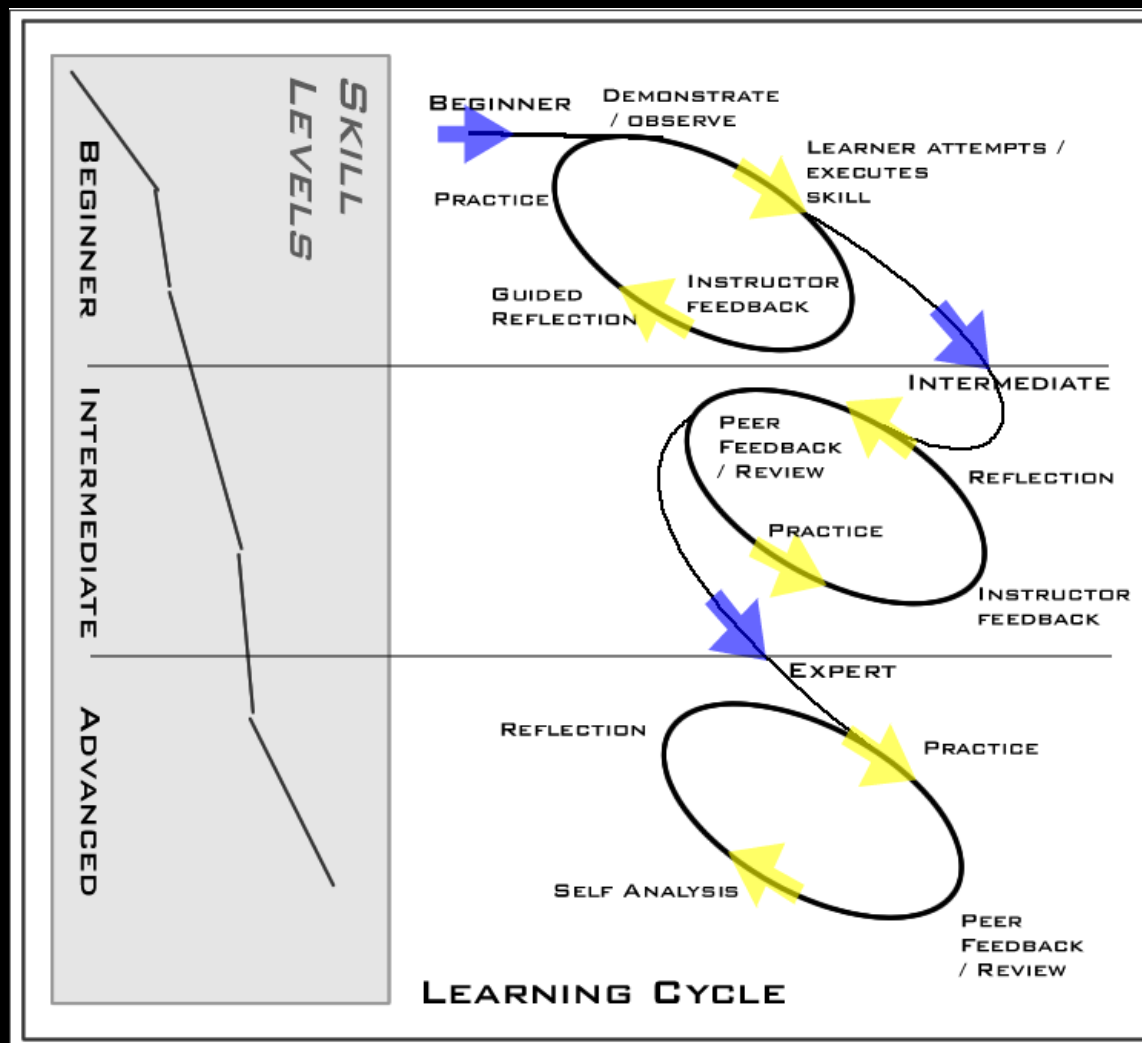 SKILL
LEVELS
BEGINNER
INTERMEDIATE
ADVANCED
BEGINNER
DEMONSTRATE
/ OBSERVE
LEARNER ATTEMPTS /
EXECUTES
SKILL
PRACTICE
INSTRUCTOR
FEEDBACK
GUIDED
REFLECTION
INTERMEDIATE
PEER
FEEDBACK
/ REVIEW
REFLECTION
PRACTICE
INSTRUCTOR
FEEDBACK
EXPERT
REFLECTION
PRACTICE
SELF ANALYSIS
PEER
FEEDBACK
/ REVIEW
LEARNING CYCLE